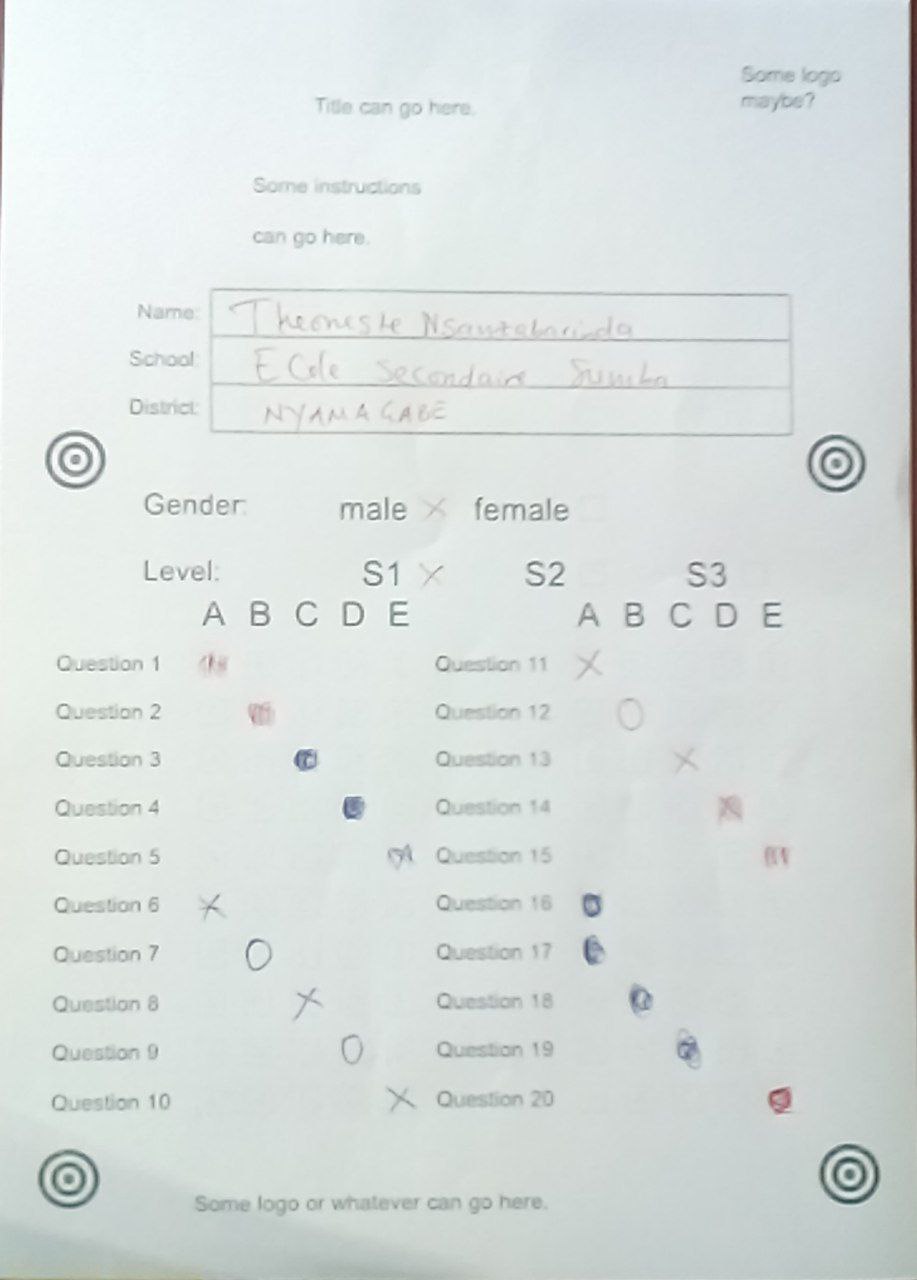 Some logo
maybe?
Title can go here.
Some instructions
can go here.
Name: Theoneste
School: ECole Secondaire
District: NYAMAGABE
Gender: male X female
Level: S1 X S2 S3
A B C D E A B C D E
Question 1 Question 11 X
Question 2 Question 12 O
Question 3 Question 13 X
Question 4 Question 14
Question 5 Question 15
Question 6 X Question 16
Question 7 O Question 17
Question 8 X Question 18
Question 9 O Question 19
Question 10 X Question 20
Some logo or whatever can go here.